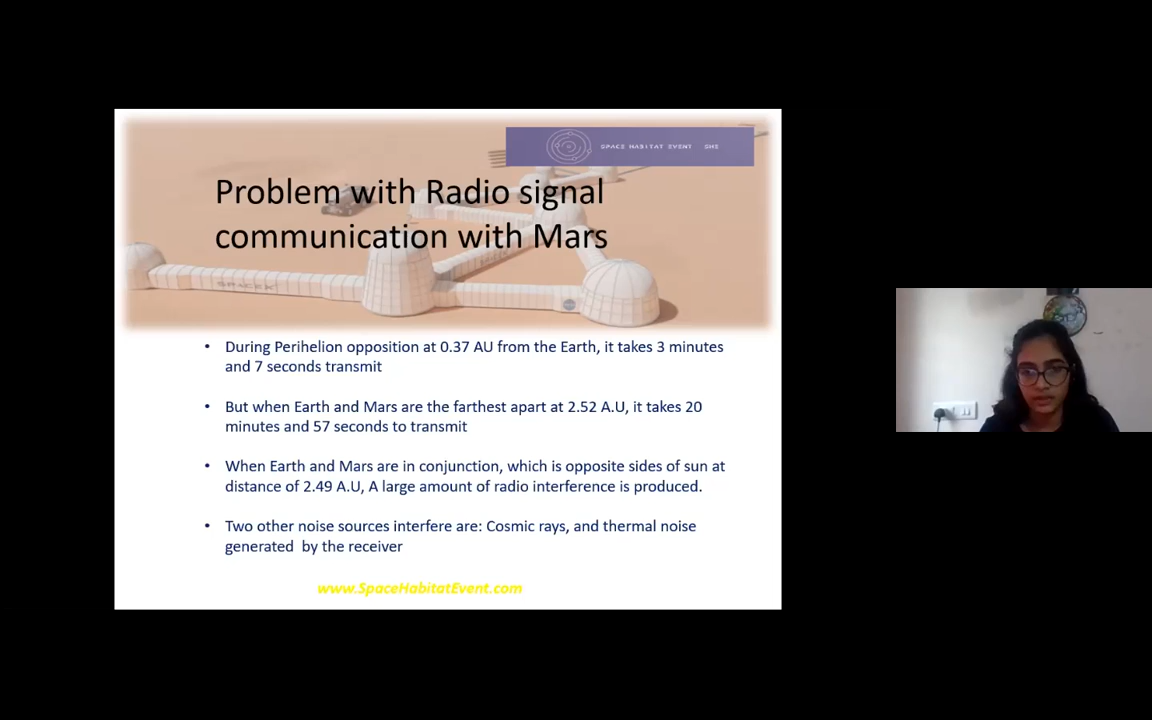 SPACE HABITAT EVENT SHE
Problem with Radio signal
communication with Mars
SPACEX
• During Perihelion opposition at 0.37 AU from the Earth, it takes 3 minutes
and 7 seconds transmit
• But when Earth and Mars are the farthest apart at 2.52 A.U, it takes 20
minutes and 57 seconds to transmit
• When Earth and Mars are in conjunction, which is opposite sides of sun at
distance of 2.49 A.U, A large amount of radio interference is produced.
• Two other noise sources interfere are: Cosmic rays, and thermal noise
generated by the receiver
www.SpaceHabitatEvent.com